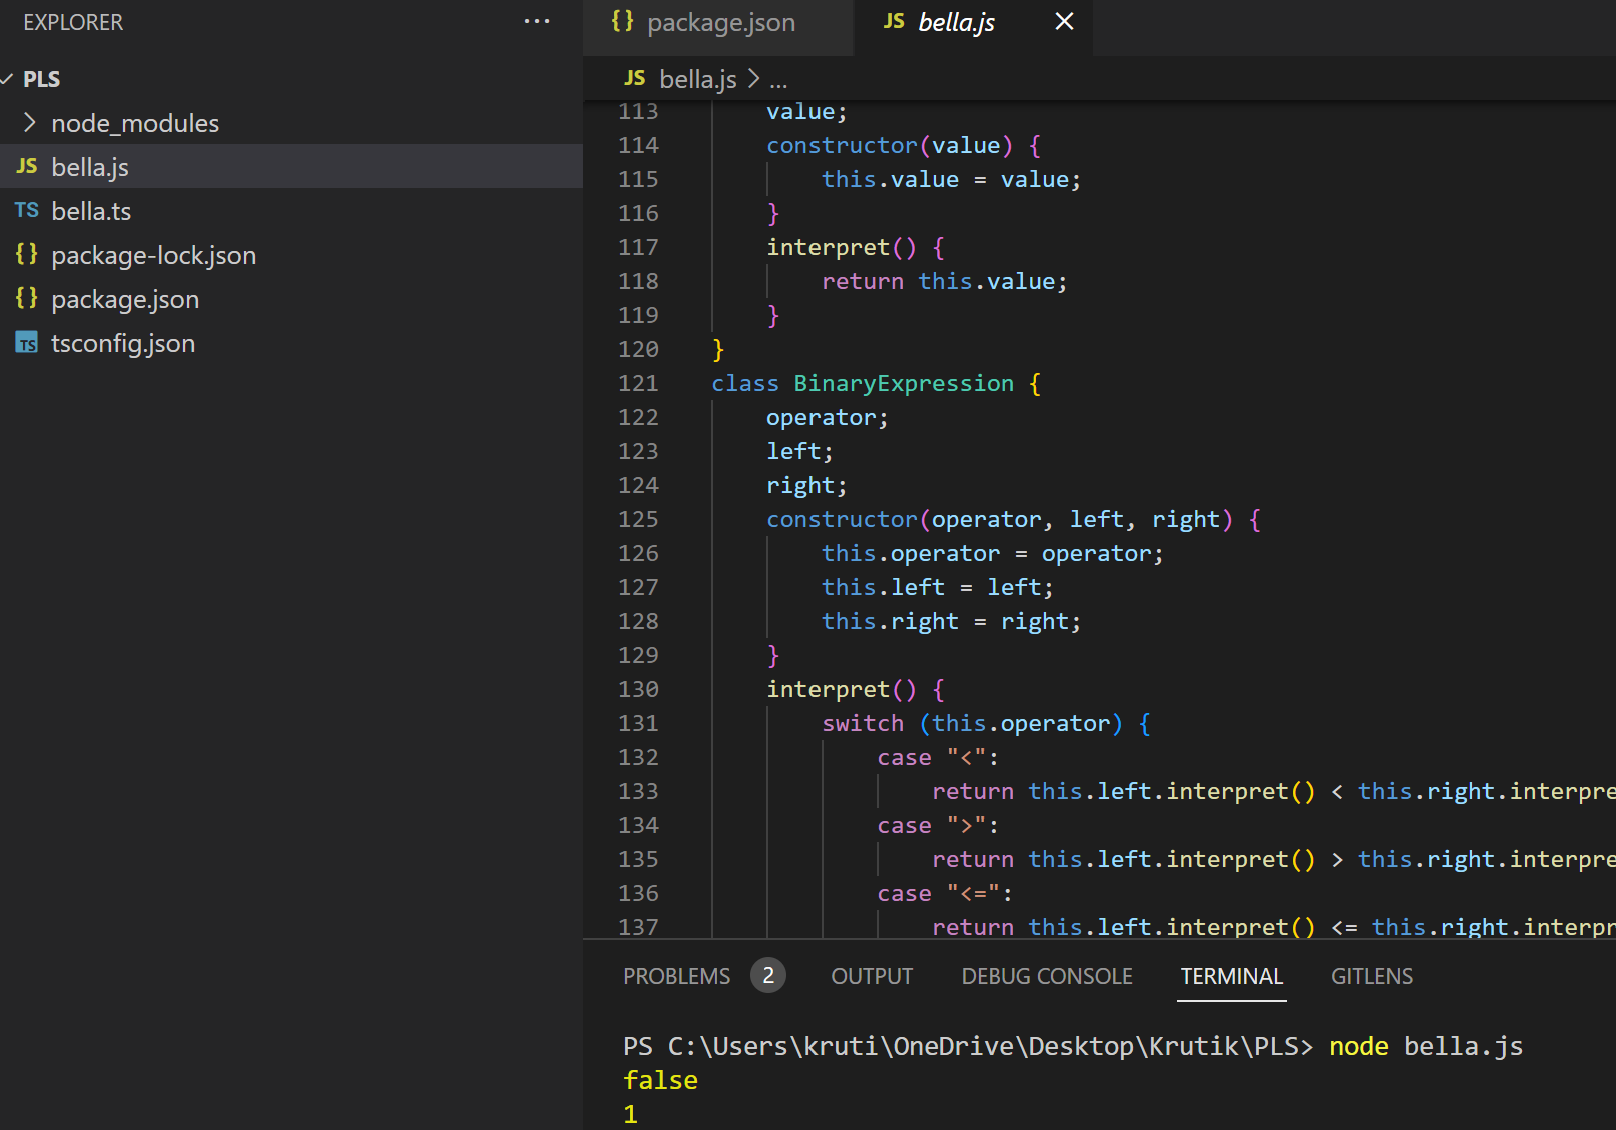 EXPLORER ...
PLS
node_modules
JS bella.js
TS bella.ts
{} package-lock.json
{} package.json
TS tsconfig.json
{} package.json JS bella.js
JS bella.js > ...
113 value;
114 constructor(value) {
115 this.value = value;
116 }
117 interpret() {
118 return this.value;
119 }
120 }
121 class BinaryExpression {
122 operator;
123 left;
124 right;
125 constructor(operator, left, right) {
126 this.operator = operator;
127 this.left = left;
128 this.right = right;
129 }
130 interpret() {
131 switch (this.operator) {
132 case "<":
133 return this.left.interpret() < this.right.interpre
134 case ">":
135 return this.left.interpret() > this.right.interpre
136 case "<=":
137 return this.left.interpret() <= this.right.interpr
PROBLEMS 2 OUTPUT DEBUG CONSOLE TERMINAL GITLENS
PS C:\Users\kruti\OneDrive\Desktop\Krutik\PLS> node bella.js
false
1